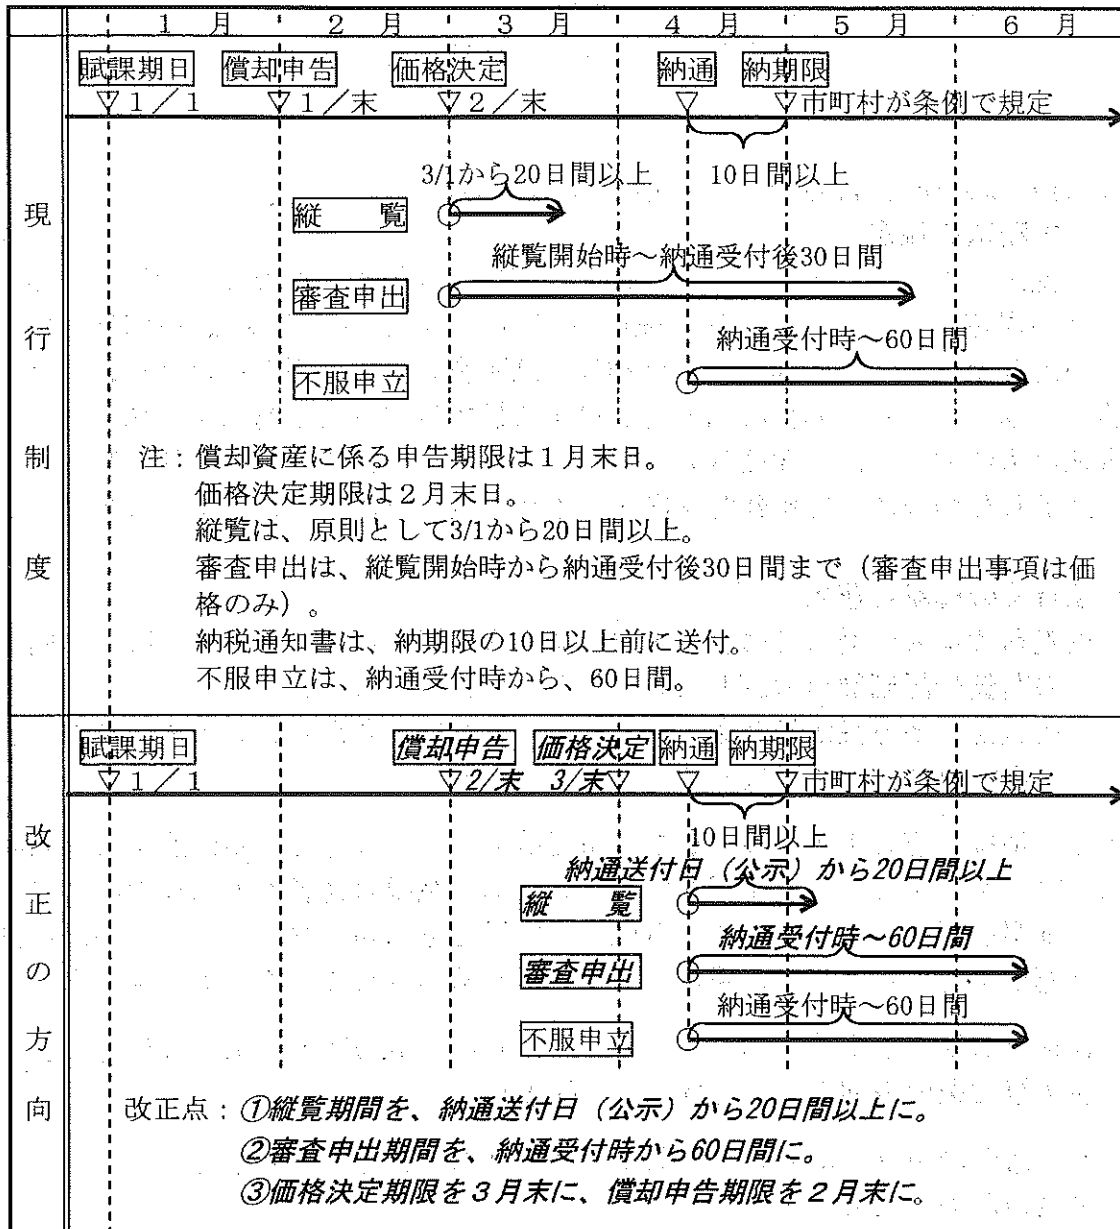 1 月 2 月 3 月 4 月 5 月 6 月
賦課期日 償却申告 価格決定 納通 納期限
▽1/1 ▽1/末 ▽2/末 ▽ ▽市町村が条例で規定
3/1から20日間以上 10日間以上
縦 覧
縦覧開始時～納通受付後30日間
審査申出
納通受付時～60日間
不服申立
現行制度
注：償却資産に係る申告期限は1月末日。
価格決定期限は2月末日。
縦覧は、原則として3/1から20日間以上。
審査申出は、縦覧開始時から納通受付後30日間まで（審査申出事項は価
格のみ）。
納税通知書は、納期限の10日以上前に送付。
不服申立は、納通受付時から、60日間。
賦課期日 償却申告 価格決定 納通 納期限
▽1/1 ▽2/末 3/末▽ ▽ ▽市町村が条例で規定
10日間以上
納通送付日（公示）から20日間以上
縦 覧
納通受付時～60日間
審査申出
納通受付時～60日間
不服申立
改正の方向
改正点：①縦覧期間を、納通送付日（公示）から20日間以上に。
②審査申出期間を、納通受付時から60日間に。
③価格決定期限を３月末に、償却申告期限を２月末に。